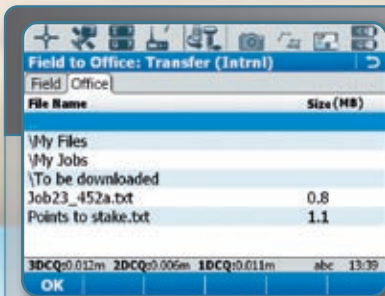 Field to Office: Transfer (Intrnl)
Field Office
File Name Size(MB)
..
\My Files
\My Jobs
\To be downloaded
Job23_452a.txt 0.8
Points to stake.txt 1.1
3DCQ:0.012m 2DCQ:0.006m 1DCQ:0.011m abc 13:39
OK